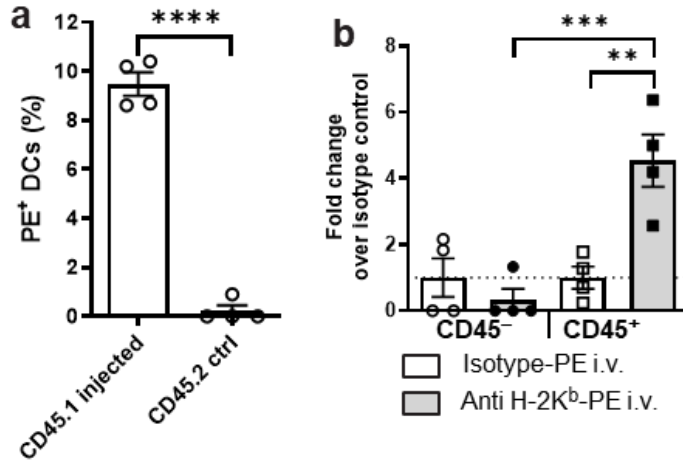 a
****
PE+ DCs (%)
12
10
8
6
4
2
0
CD45.1 injected
CD45.2 ctrl
b
***
**
Fold change
over isotype control
8
6
4
2
0
CD45⁻
CD45⁺
Isotype-PE i.v.
Anti H-2Kᵇ-PE i.v.